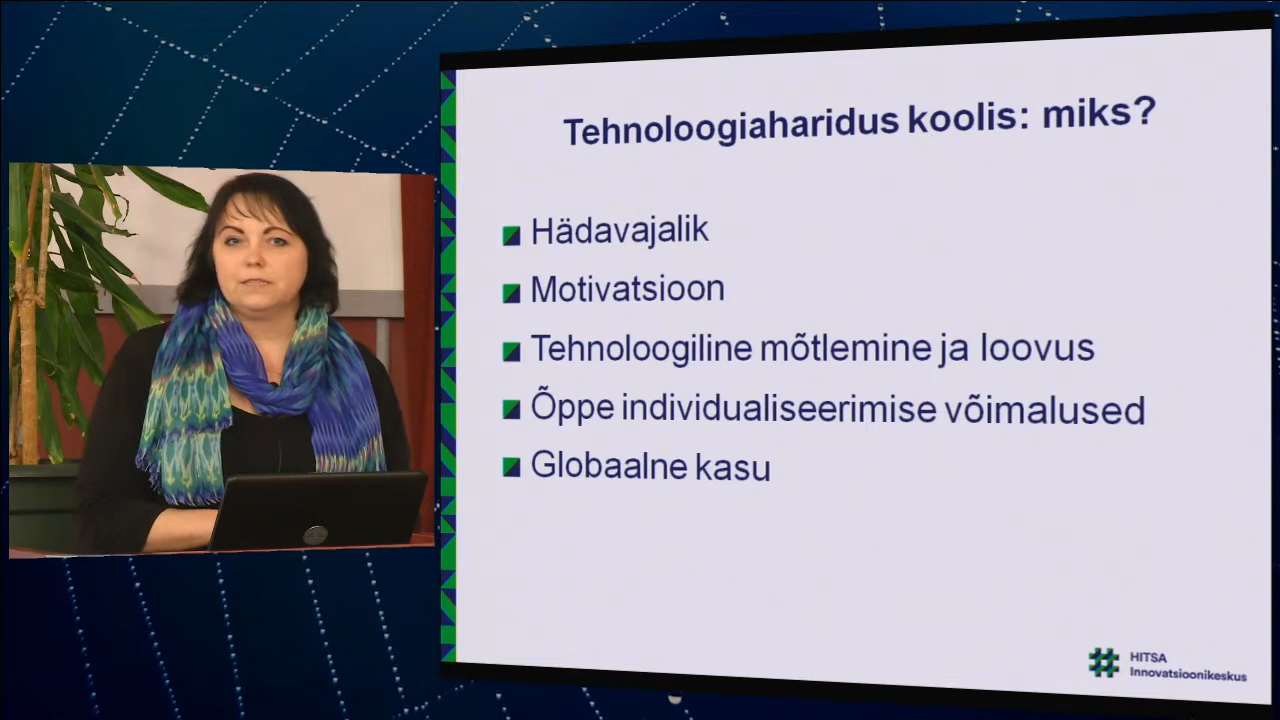 Tehnoloogiaharidus koolis: miks?
Hädavajalik
Motivatsioon
Tehnoloogiline mõtlemine ja loovus
Õppe individualiseerimise võimalused
Globaalne kasu
HITSA
Innovatsioonikeskus